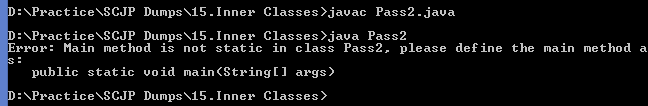 D:\Practice\SCJP Dumps\15.Inner Classes>javac Pass2.java
D:\Practice\SCJP Dumps\15.Inner Classes>java Pass2
Error: Main method is not static in class Pass2, please define the main method a
s:
   public static void main(String[] args)
D:\Practice\SCJP Dumps\15.Inner Classes>